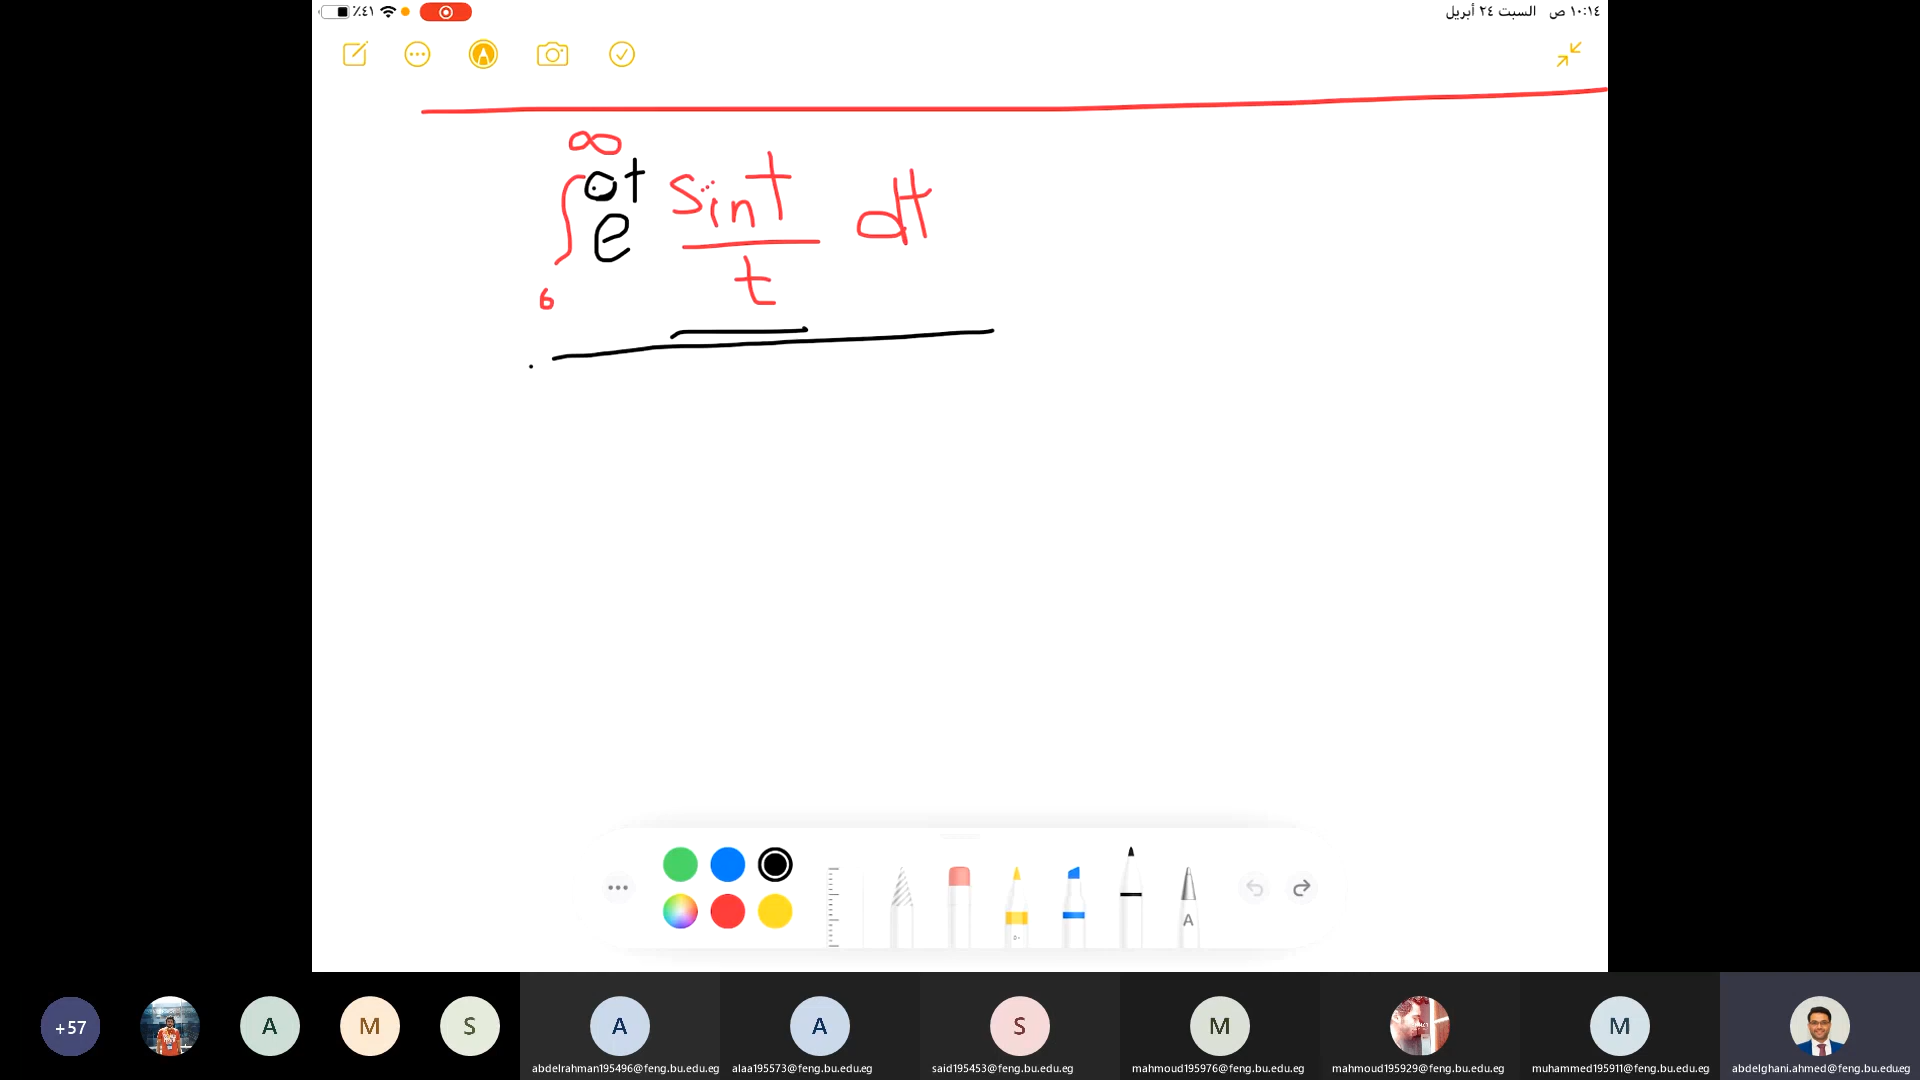 ٪٤١
السبت ٢٤ أبريل ١٠:١٤ ص
∞
∫ e^{0t} sin t / t dt
0
A
+57 A M S A A S M M
abdelrahman195496@feng.bu.edu.eg alaa195573@feng.bu.edu.eg said195453@feng.bu.edu.eg mahmoud195976@feng.bu.edu.eg mahmoud195929@feng.bu.edu.eg muhammed195911@feng.bu.edu.eg abdelghani.ahmed@feng.bu.edu.eg